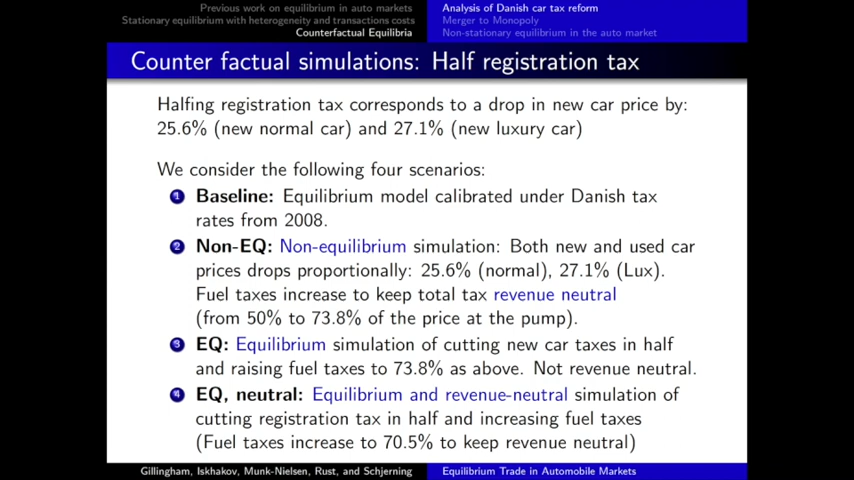 Previous work on equilibrium in auto markets
Stationary equilibrium with heterogeneity and transactions costs
Counterfactual Equilibria
Analysis of Danish car tax reform
Merger to Monopoly
Non-stationary equilibrium in the auto market
Counter factual simulations: Half registration tax
Halfing registration tax corresponds to a drop in new car price by:
25.6% (new normal car) and 27.1% (new luxury car)
We consider the following four scenarios:
1 Baseline: Equilibrium model calibrated under Danish tax
rates from 2008.
2 Non-EQ: Non-equilibrium simulation: Both new and used car
prices drops proportionally: 25.6% (normal), 27.1% (Lux).
Fuel taxes increase to keep total tax revenue neutral
(from 50% to 73.8% of the price at the pump).
3 EQ: Equilibrium simulation of cutting new car taxes in half
and raising fuel taxes to 73.8% as above. Not revenue neutral.
4 EQ, neutral: Equilibrium and revenue-neutral simulation of
cutting registration tax in half and increasing fuel taxes
(Fuel taxes increase to 70.5% to keep revenue neutral)
Gillingham, Iskhakov, Munk-Nielsen, Rust, and Schjerning
Equilibrium Trade in Automobile Markets